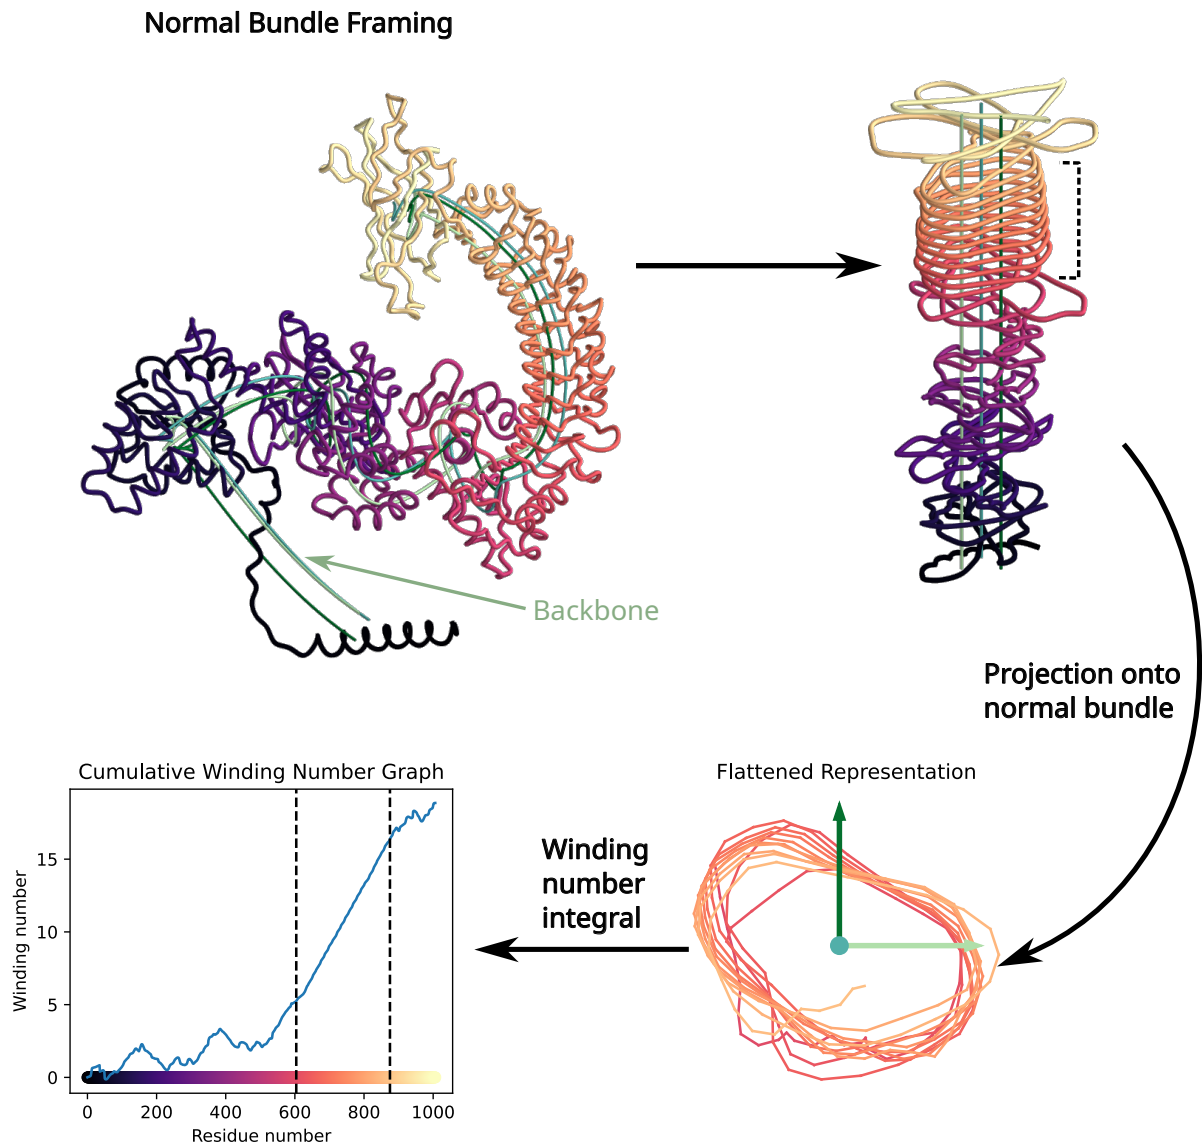 Normal Bundle Framing
Backbone
Projection onto
normal bundle
Cumulative Winding Number Graph
Flattened Representation
Winding
number
integral
Winding number
15
10
5
0
0 200 400 600 800 1000
Residue number